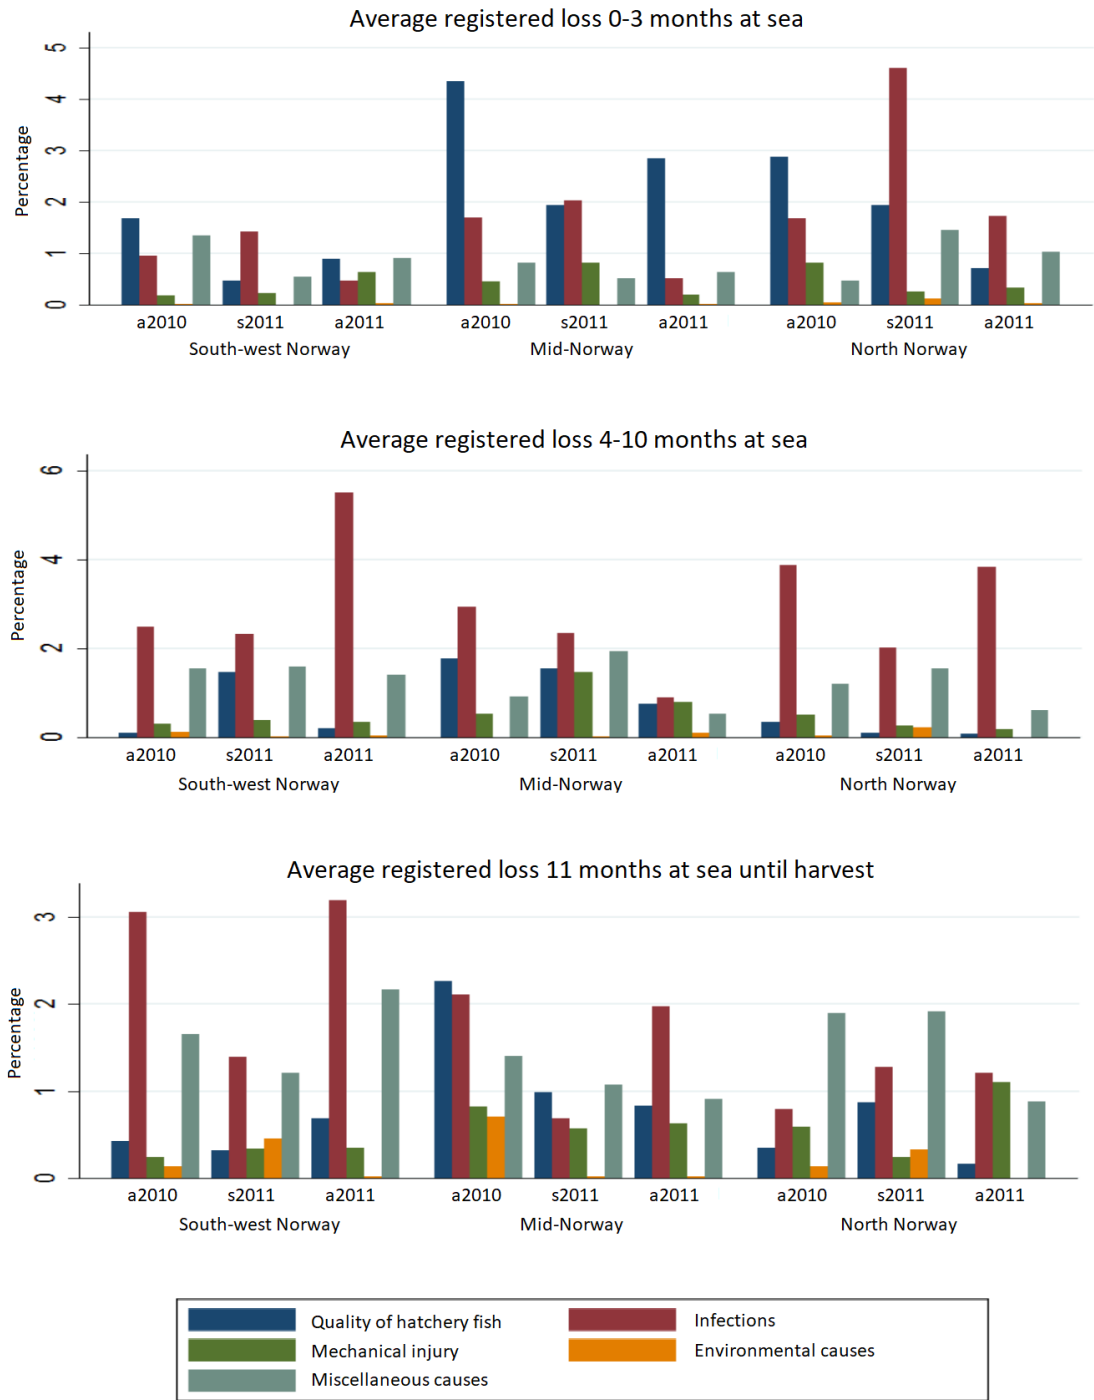 Average registered loss 0-3 months at sea
Percentage
5
4
3
2
1
0
a2010 s2011 a2011 a2010 s2011 a2011 a2010 s2011 a2011
South-west Norway Mid-Norway North Norway
Average registered loss 4-10 months at sea
Percentage
6
4
2
0
a2010 s2011 a2011 a2010 s2011 a2011 a2010 s2011 a2011
South-west Norway Mid-Norway North Norway
Average registered loss 11 months at sea until harvest
Percentage
3
2
1
0
a2010 s2011 a2011 a2010 s2011 a2011 a2010 s2011 a2011
South-west Norway Mid-Norway North Norway
Quality of hatchery fish Infections
Mechanical injury Environmental causes
Miscellaneous causes